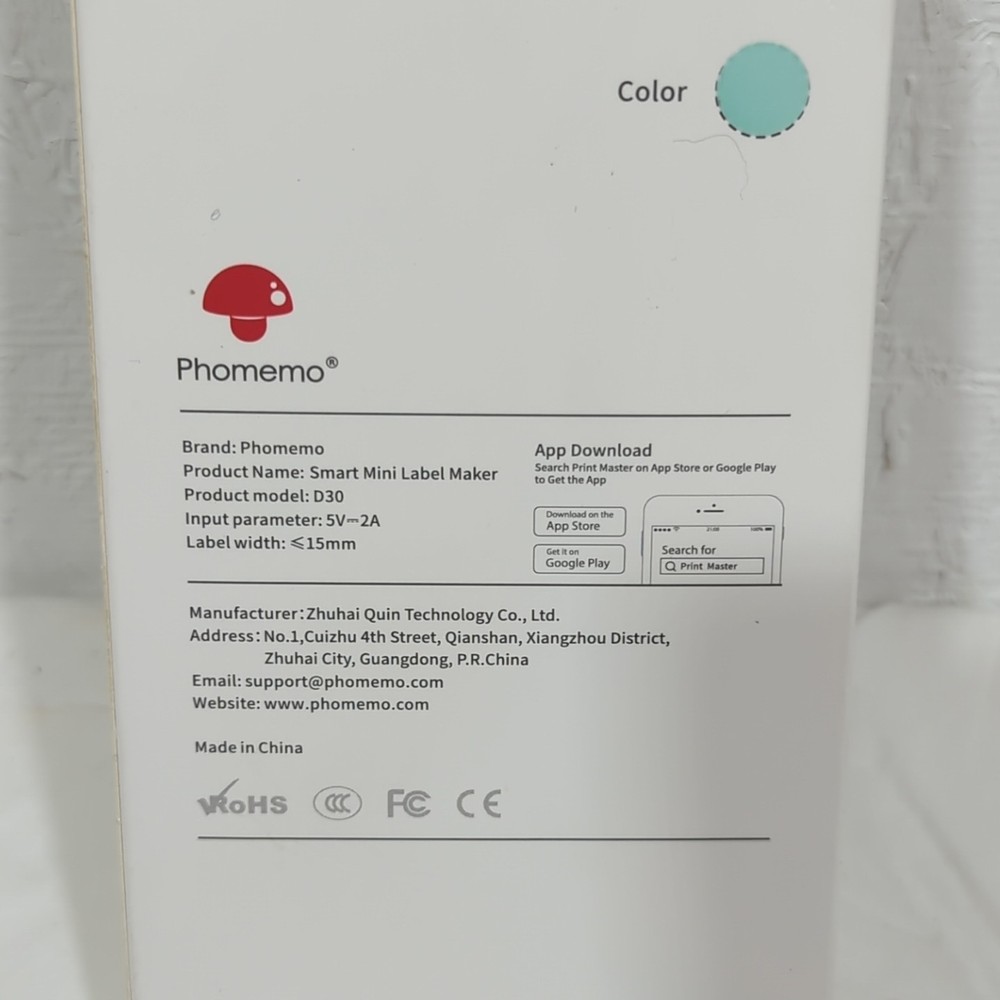 Color
Phomemo®
Brand: Phomemo
Product Name: Smart Mini Label Maker
Product model: D30
Input parameter: 5V⎓2A
Label width: ⩽15mm
App Download
Search Print Master on App Store or Google Play
to Get the App
Download on the
App Store
Get it on
Google Play
21:08 100%
Search for
Print Master
Manufacturer: Zhuhai Quin Technology Co., Ltd.
Address: No.1,Cuizhu 4th Street, Qianshan, Xiangzhou District,
Zhuhai City, Guangdong, P.R.China
Email: support@phomemo.com
Website: www.phomemo.com
Made in China
RoHS CCC FC CE